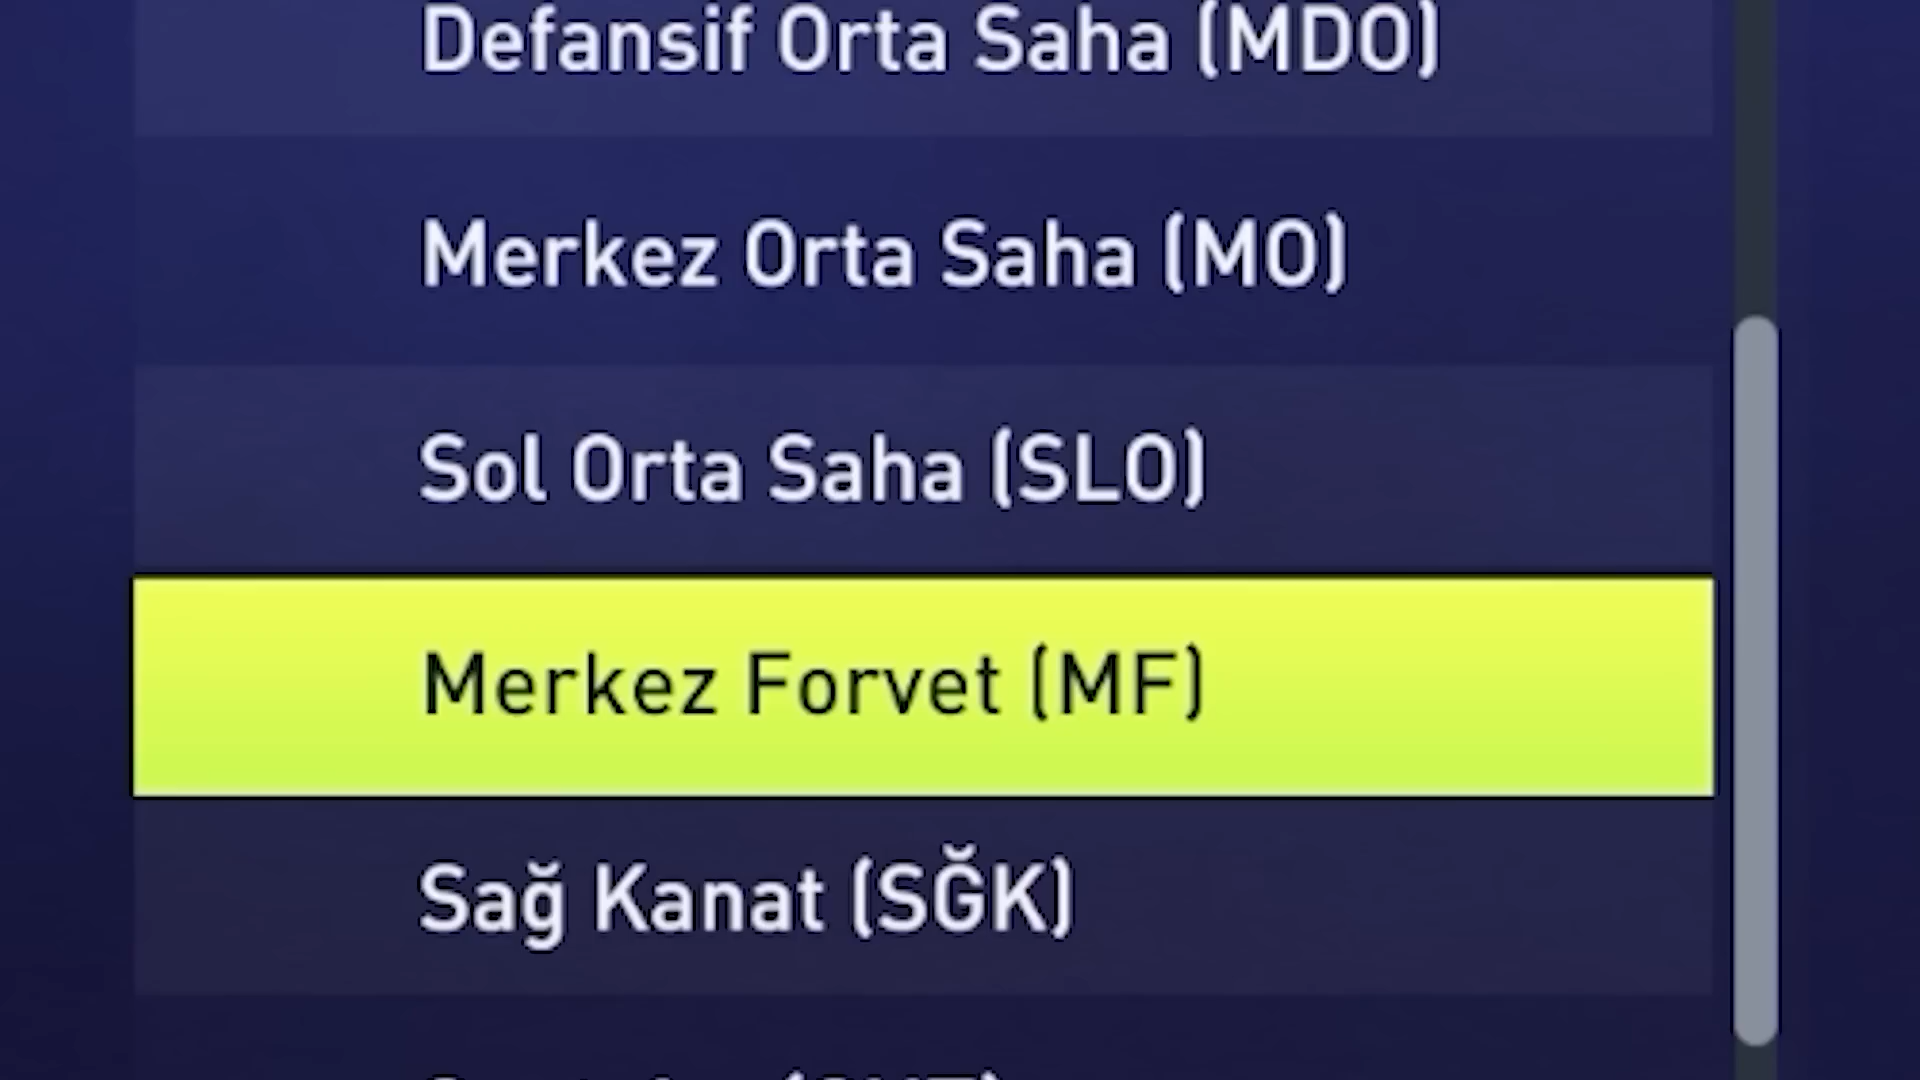 Defansif Orta Saha (MDO)
Merkez Orta Saha (MO)
Sol Orta Saha (SLO)
Merkez Forvet (MF)
Sağ Kanat (SĞK)